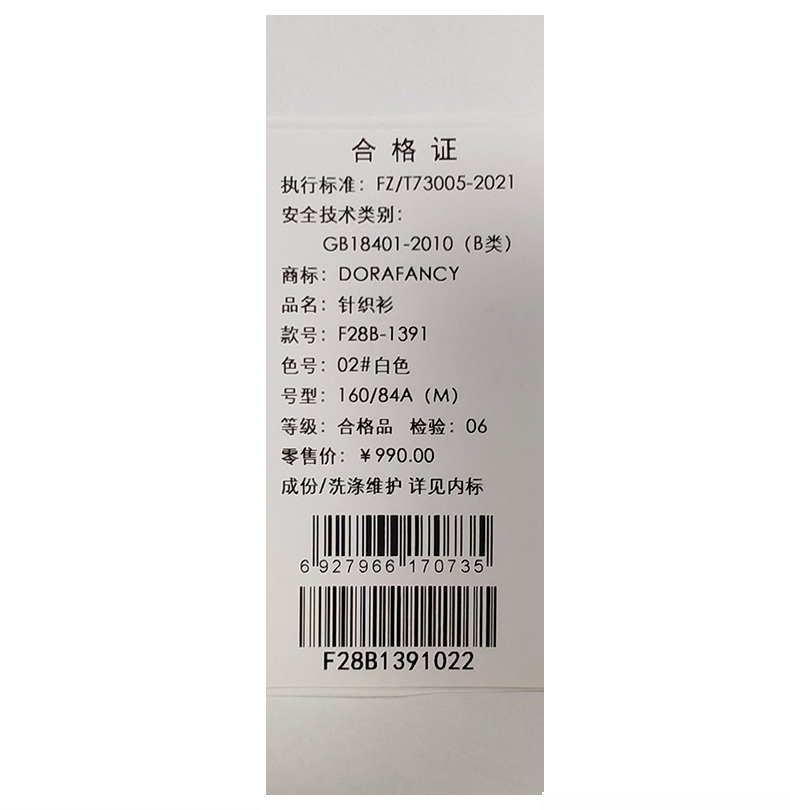 合格证
执行标准：FZ/T73005-2021
安全技术类别：
GB18401-2010（B类）
商标：DORAFANCY
品名：针织衫
款号：F28B-1391
色号：02#白色
号型：160/84A（M）
等级：合格品 检验：06
零售价：￥990.00
成份/洗涤维护 详见内标
6 927966 170735
F28B1391022